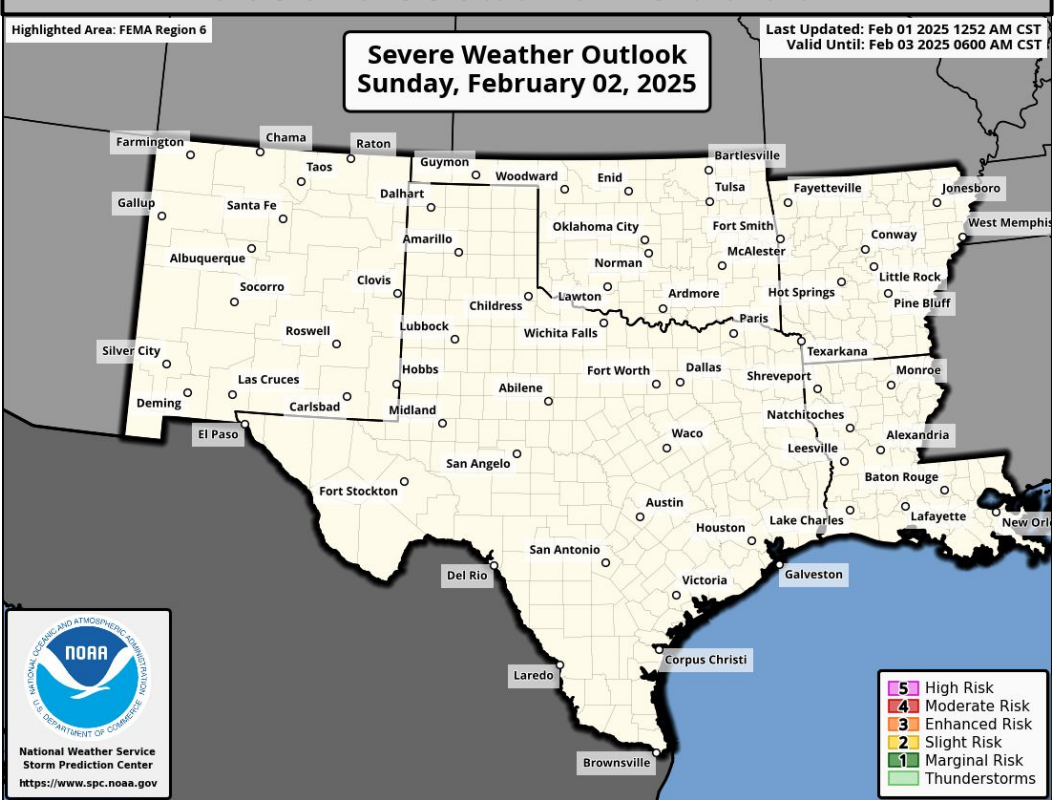 Highlighted Area: FEMA Region 6
Severe Weather Outlook
Sunday, February 02, 2025
Last Updated: Feb 01 2025 1252 AM CST
Valid Until: Feb 03 2025 0600 AM CST
Farmington
Chama
Raton
Taos
Guymon
Woodward
Enid
Bartlesville
Tulsa
Fayetteville
Jonesboro
Gallup
Santa Fe
Dalhart
West Memphis
Oklahoma City
Fort Smith
Conway
Albuquerque
Amarillo
Norman
McAlester
Little Rock
Socorro
Clovis
Childress
Lawton
Ardmore
Hot Springs
Pine Bluff
Roswell
Lubbock
Wichita Falls
Paris
Texarkana
Silver City
Las Cruces
Hobbs
Abilene
Fort Worth
Dallas
Shreveport
Monroe
Deming
Carlsbad
Midland
Natchitoches
El Paso
San Angelo
Waco
Leesville
Alexandria
Fort Stockton
Austin
Houston
Lake Charles
Baton Rouge
Lafayette
New Orl
Del Rio
San Antonio
Victoria
Galveston
Laredo
Corpus Christi
Brownsville
NATIONAL OCEANIC AND ATMOSPHERIC ADMINISTRATION
NOAA
U.S. DEPARTMENT OF COMMERCE
National Weather Service
Storm Prediction Center
https://www.spc.noaa.gov
5 High Risk
4 Moderate Risk
3 Enhanced Risk
2 Slight Risk
1 Marginal Risk
Thunderstorms